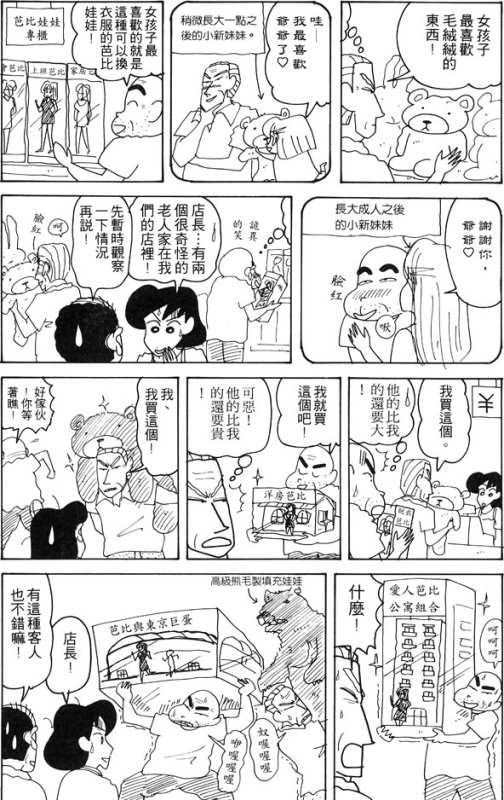 女孩子
最喜歡
毛絨絨的
東西！
哇——
我最喜歡
爺爺了♡
稍微長大一點之
後的小新妹妹。
女孩子最
喜歡的就是
這種可以換
衣服的芭比
娃娃！
芭比娃娃
專櫃
上班芭比
謝謝你，
爺爺♡
長大成人之後
的小新妹妹
臉紅
啾
詭異
的笑
店長…有兩
個很奇怪的
老人家在我
們的店裡！
臉紅
先暫時觀察
一下情況
再說！
我買這個。
他的比我
的還要大
！
我就買
這個吧！
洋房芭比
可惡！
他的比我
的還要貴
！
我、
我買這個！
好傢伙
！你等
著瞧！
愛人芭比
公寓組合
呵呵呵
什麼！
高級熊毛製填充娃娃
芭比與東京巨蛋
奴喔喔喔
咿喔喔喔
店長！
有這種客人
也不錯嘛！